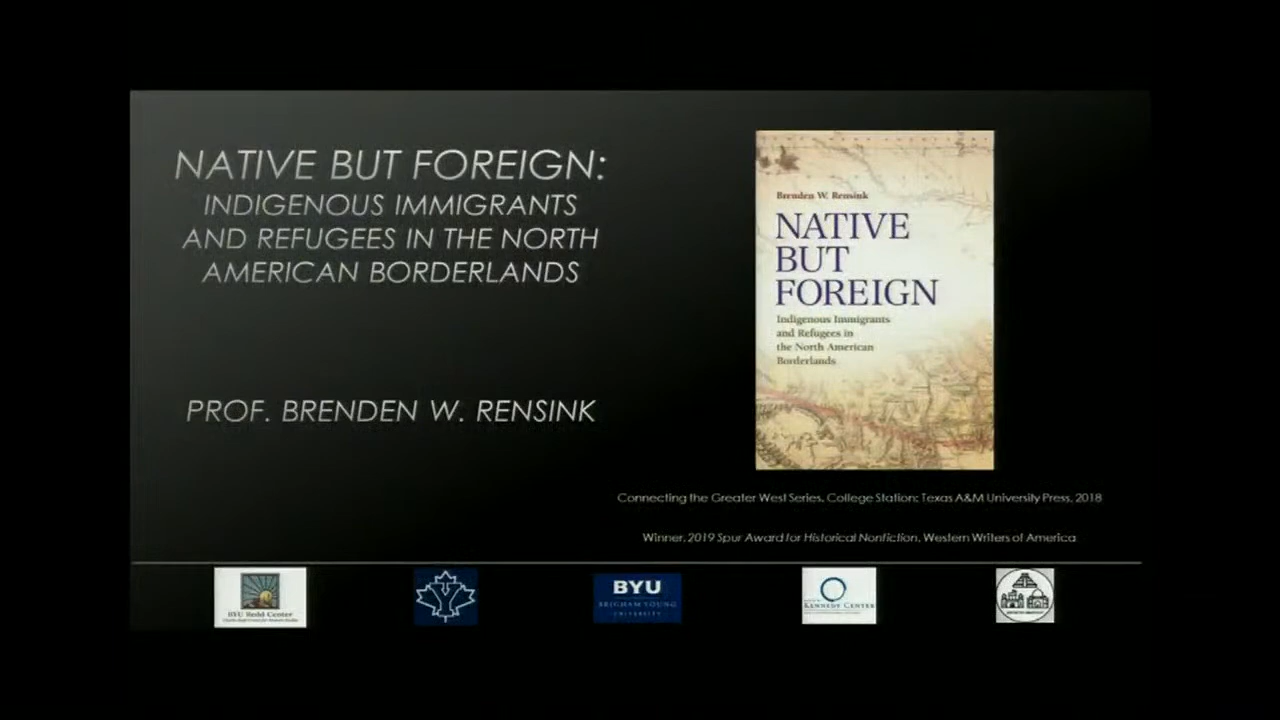 NATIVE BUT FOREIGN:
INDIGENOUS IMMIGRANTS
AND REFUGEES IN THE NORTH
AMERICAN BORDERLANDS
PROF. BRENDEN W. RENSINK
Brenden W. Rensink
NATIVE
BUT
FOREIGN
Indigenous Immigrants
and Refugees in
the North American
Borderlands
Connecting the Greater West Series. College Station: Texas A&M University Press, 2018
Winner, 2019 Spur Award for Historical Nonfiction, Western Writers of America
BYU Redd Center
BYU
BRIGHAM YOUNG
UNIVERSITY
KENNEDY CENTER